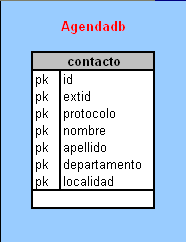 Agendadb
contacto
pk id
pk extid
pk protocolo
pk nombre
pk apellido
pk departamento
pk localidad